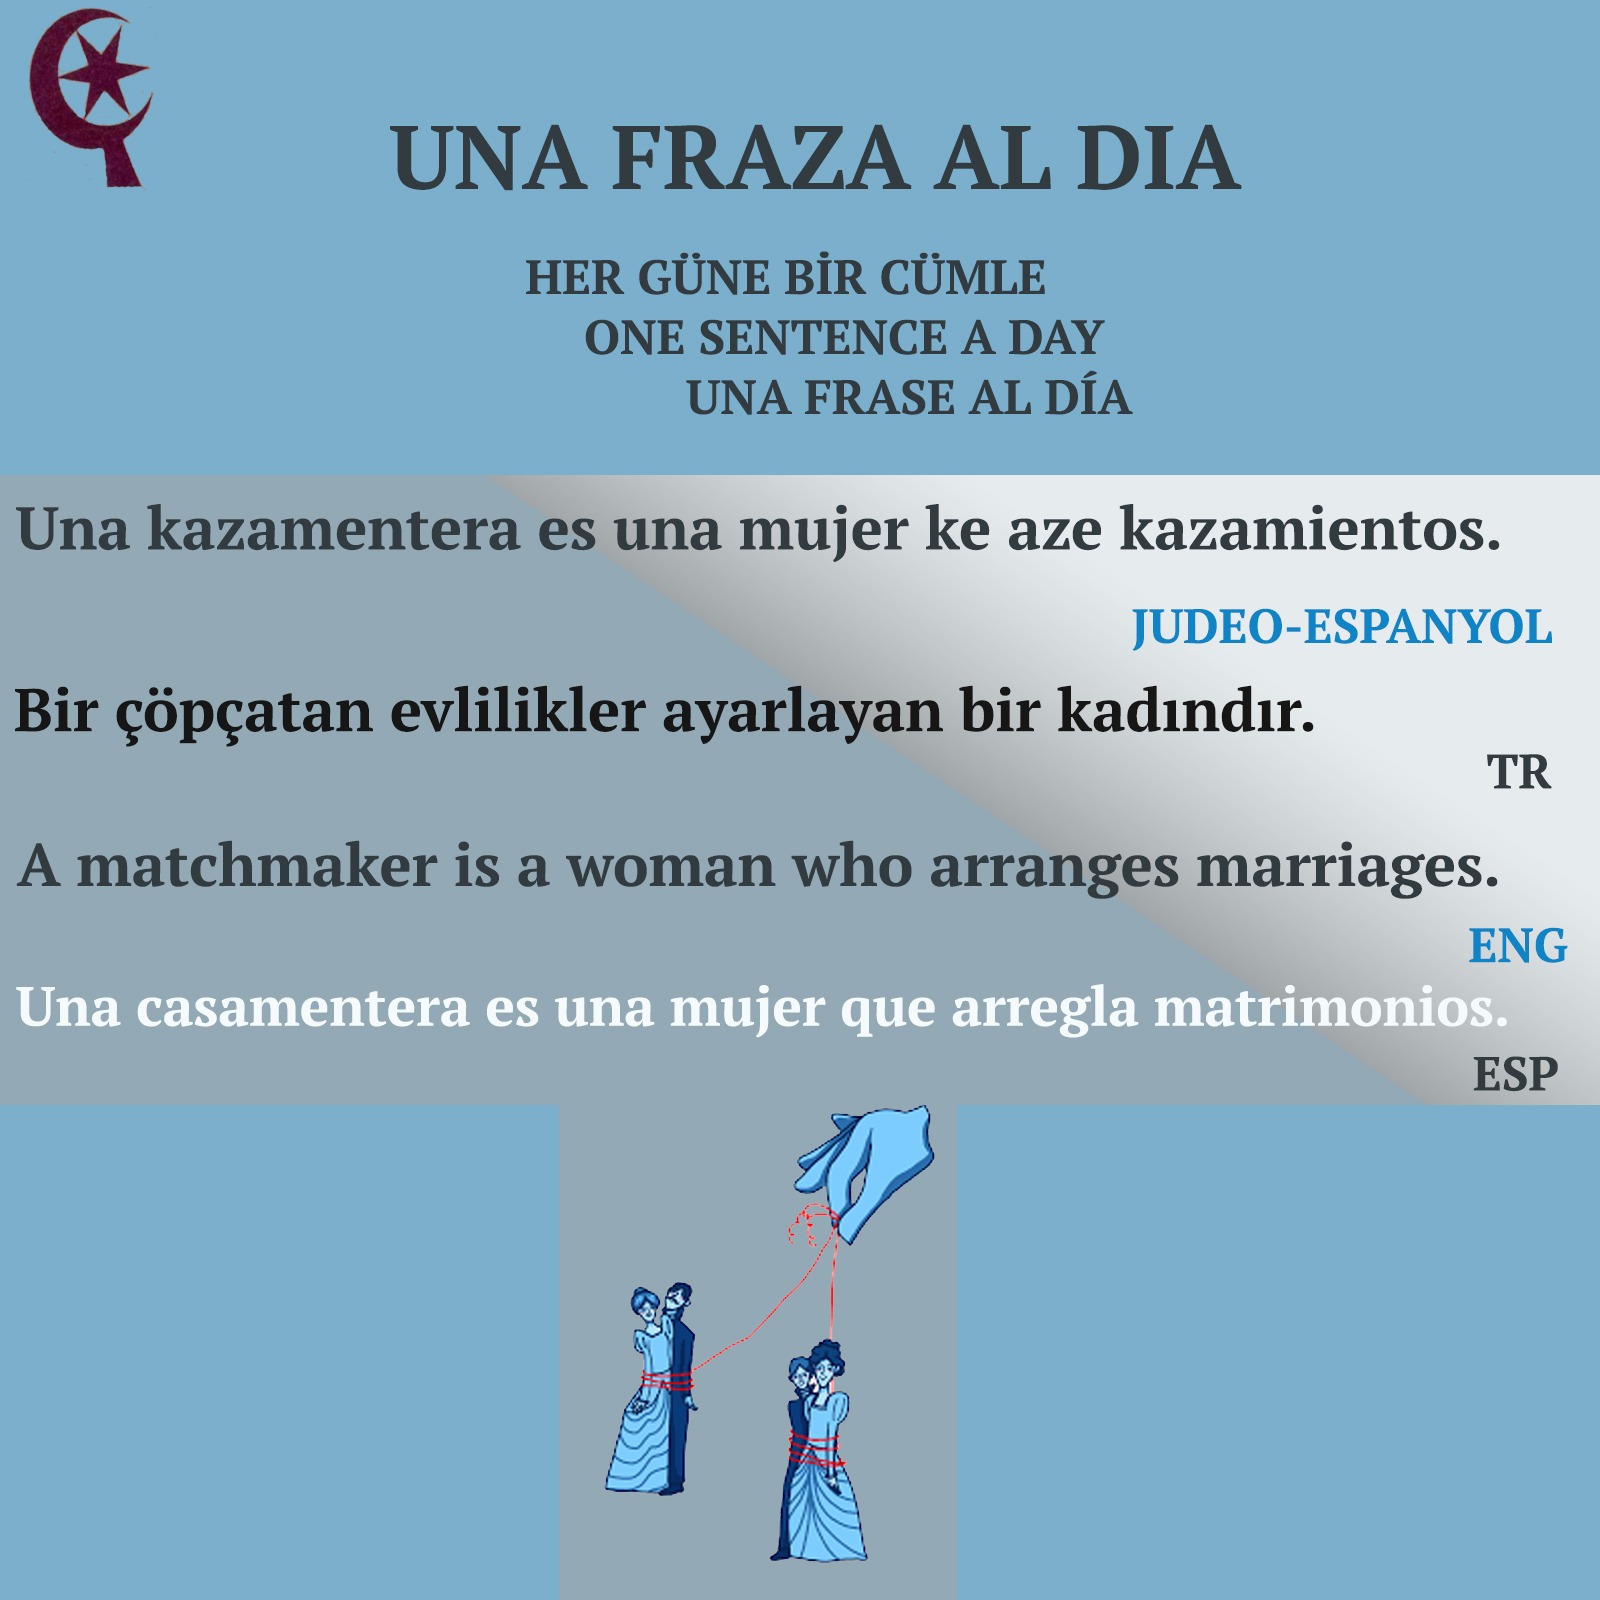 UNA FRAZA AL DIA
HER GÜNE BİR CÜMLE
ONE SENTENCE A DAY
UNA FRASE AL DÍA
Una kazamentera es una mujer ke aze kazamientos.
JUDEO-ESPANYOL
Bir çöpçatan evlilikler ayarlayan bir kadındır.
TR
A matchmaker is a woman who arranges marriages.
ENG
Una casamentera es una mujer que arregla matrimonios.
ESP